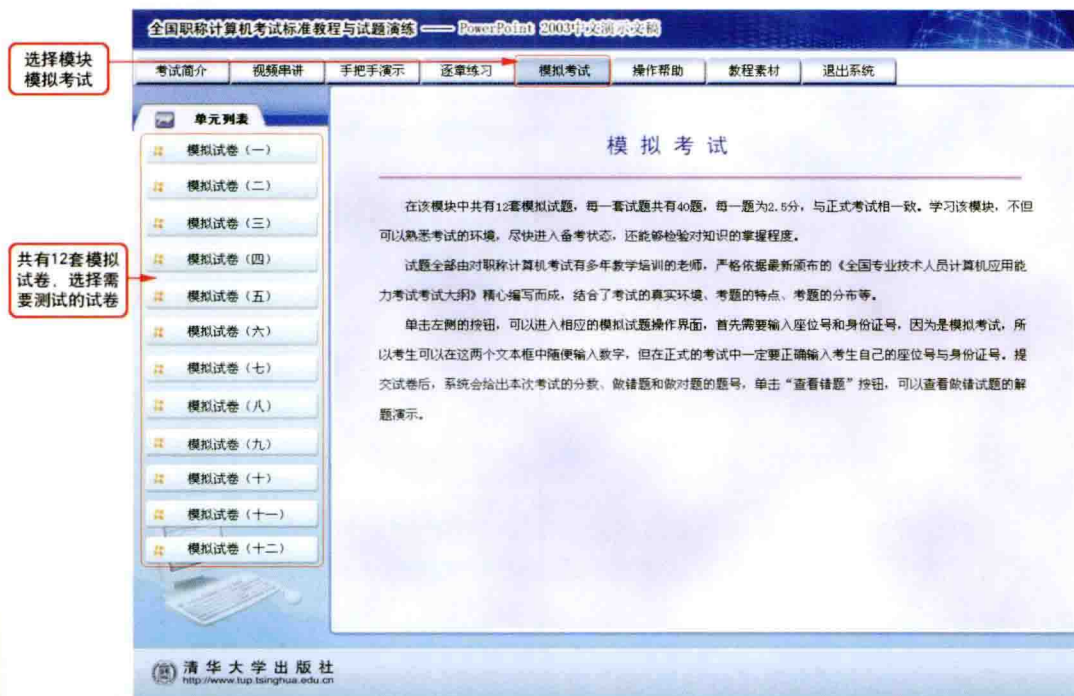 全国职称计算机考试标准教程与试题演练 —— PowerPoint 2003中文演示文稿
选择模块
模拟考试
考试简介
视频串讲
手把手演示
逐章练习
模拟考试
操作帮助
教程素材
退出系统
单元列表
模拟试卷（一）
模拟试卷（二）
模拟试卷（三）
模拟试卷（四）
模拟试卷（五）
模拟试卷（六）
模拟试卷（七）
模拟试卷（八）
模拟试卷（九）
模拟试卷（十）
模拟试卷（十一）
模拟试卷（十二）
共有12套模拟
试卷，选择需
要测试的试卷
模 拟 考 试
在该模块中共有12套模拟试题，每一套试题共有40题，每一题为2.5分，与正式考试相一致。学习该模块，不但
可以熟悉考试的环境，尽快进入备考状态，还能够检验对知识的掌握程度。
试题全部由对职称计算机考试有多年教学培训的老师，严格依据最新颁布的《全国专业技术人员计算机应用能
力考试考试大纲》精心编写而成，结合了考试的真实环境、考题的特点、考题的分布等。
单击左侧的按钮，可以进入相应的模拟试题操作界面，首先需要输入座位号和身份证号，因为是模拟考试，所
以考生可以在这两个文本框中随便输入数字，但在正式的考试中一定要正确输入考生自己的座位号与身份证号。提
交试卷后，系统会给出本次考试的分数、做错题和做对题的题号，单击“查看错题”按钮，可以查看做错试题的解
题演示。
清华大学出版社
http://www.tup.tsinghua.edu.cn